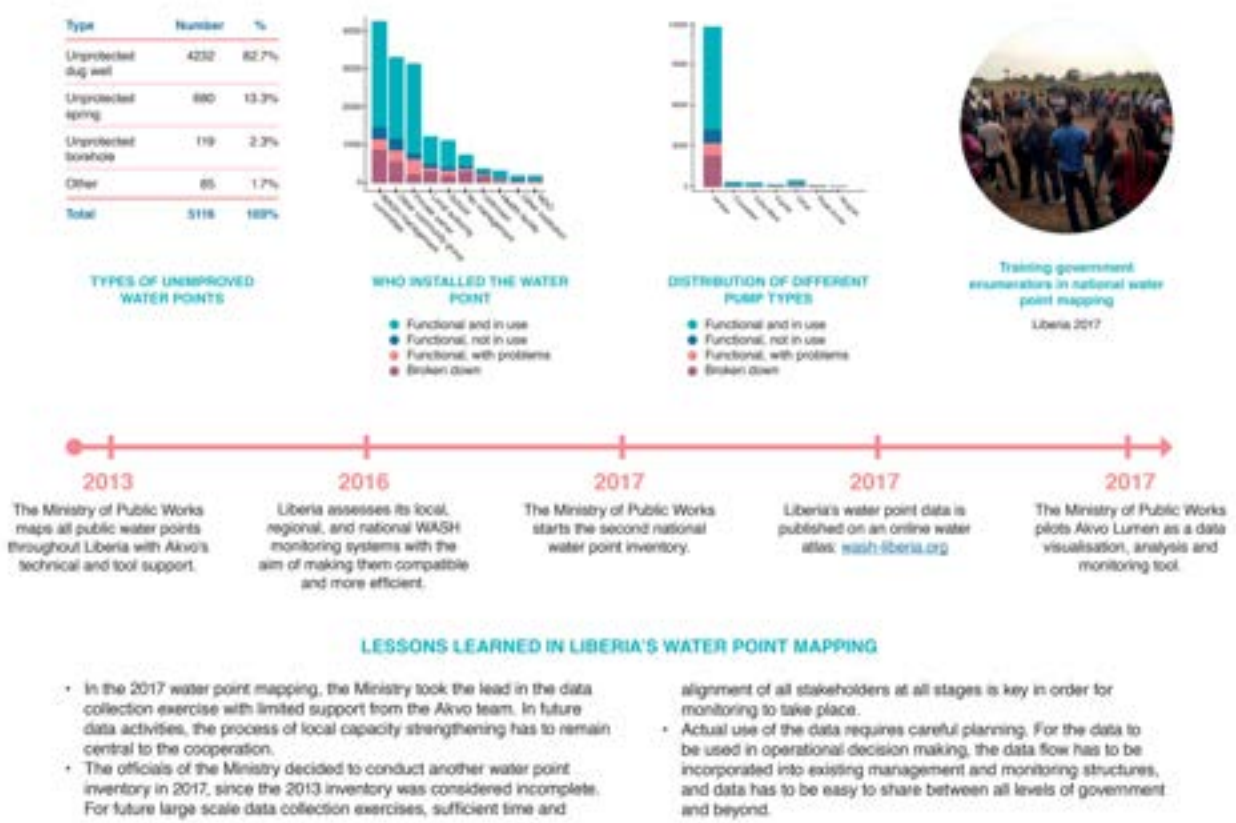 Type Number %
Unprotected 4232 82.7%
dug well
Unprotected 680 13.3%
spring
Unprotected 119 2.3%
borehole
Other 85 1.7%
Total 5116 100%
TYPES OF UNIMPROVED
WATER POINTS
WHO INSTALLED THE WATER
POINT
Functional and in use
Functional, not in use
Functional, with problems
Broken down
DISTRIBUTION OF DIFFERENT
PUMP TYPES
Functional and in use
Functional, not in use
Functional, with problems
Broken down
Training government
enumerators in national water
point mapping
Liberia 2017
2013
The Ministry of Public Works
maps all public water points
throughout Liberia with Akvo's
technical and tool support.
2016
Liberia assesses its local,
regional, and national WASH
monitoring systems with the
aim of making them compatible
and more efficient.
2017
The Ministry of Public Works
starts the second national
water point inventory.
2017
Liberia's water point data is
published on an online water
atlas: wash-liberia.org
2017
The Ministry of Public Works
pilots Akvo Lumen as a data
visualisation, analysis and
monitoring tool.
LESSONS LEARNED IN LIBERIA'S WATER POINT MAPPING
• In the 2017 water point mapping, the Ministry took the lead in the data
collection exercise with limited support from the Akvo team. In future
data activities, the process of local capacity strengthening has to remain
central to the cooperation.
• The officials of the Ministry decided to conduct another water point
inventory in 2017, since the 2013 inventory was considered incomplete.
For future large scale data collection exercises, sufficient time and
alignment of all stakeholders at all stages is key in order for
monitoring to take place.
• Actual use of the data requires careful planning. For the data to
be used in operational decision making, the data flow has to be
incorporated into existing management and monitoring structures,
and data has to be easy to share between all levels of government
and beyond.